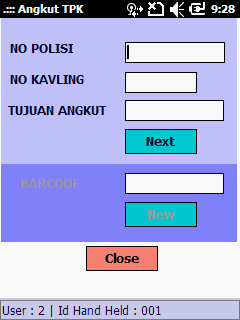 .::: Angkut TPK 9:28
NO POLISI
NO KAVLING
TUJUAN ANGKUT
Next
BARCODE
New
Close
User : 2 | Id Hand Held : 001